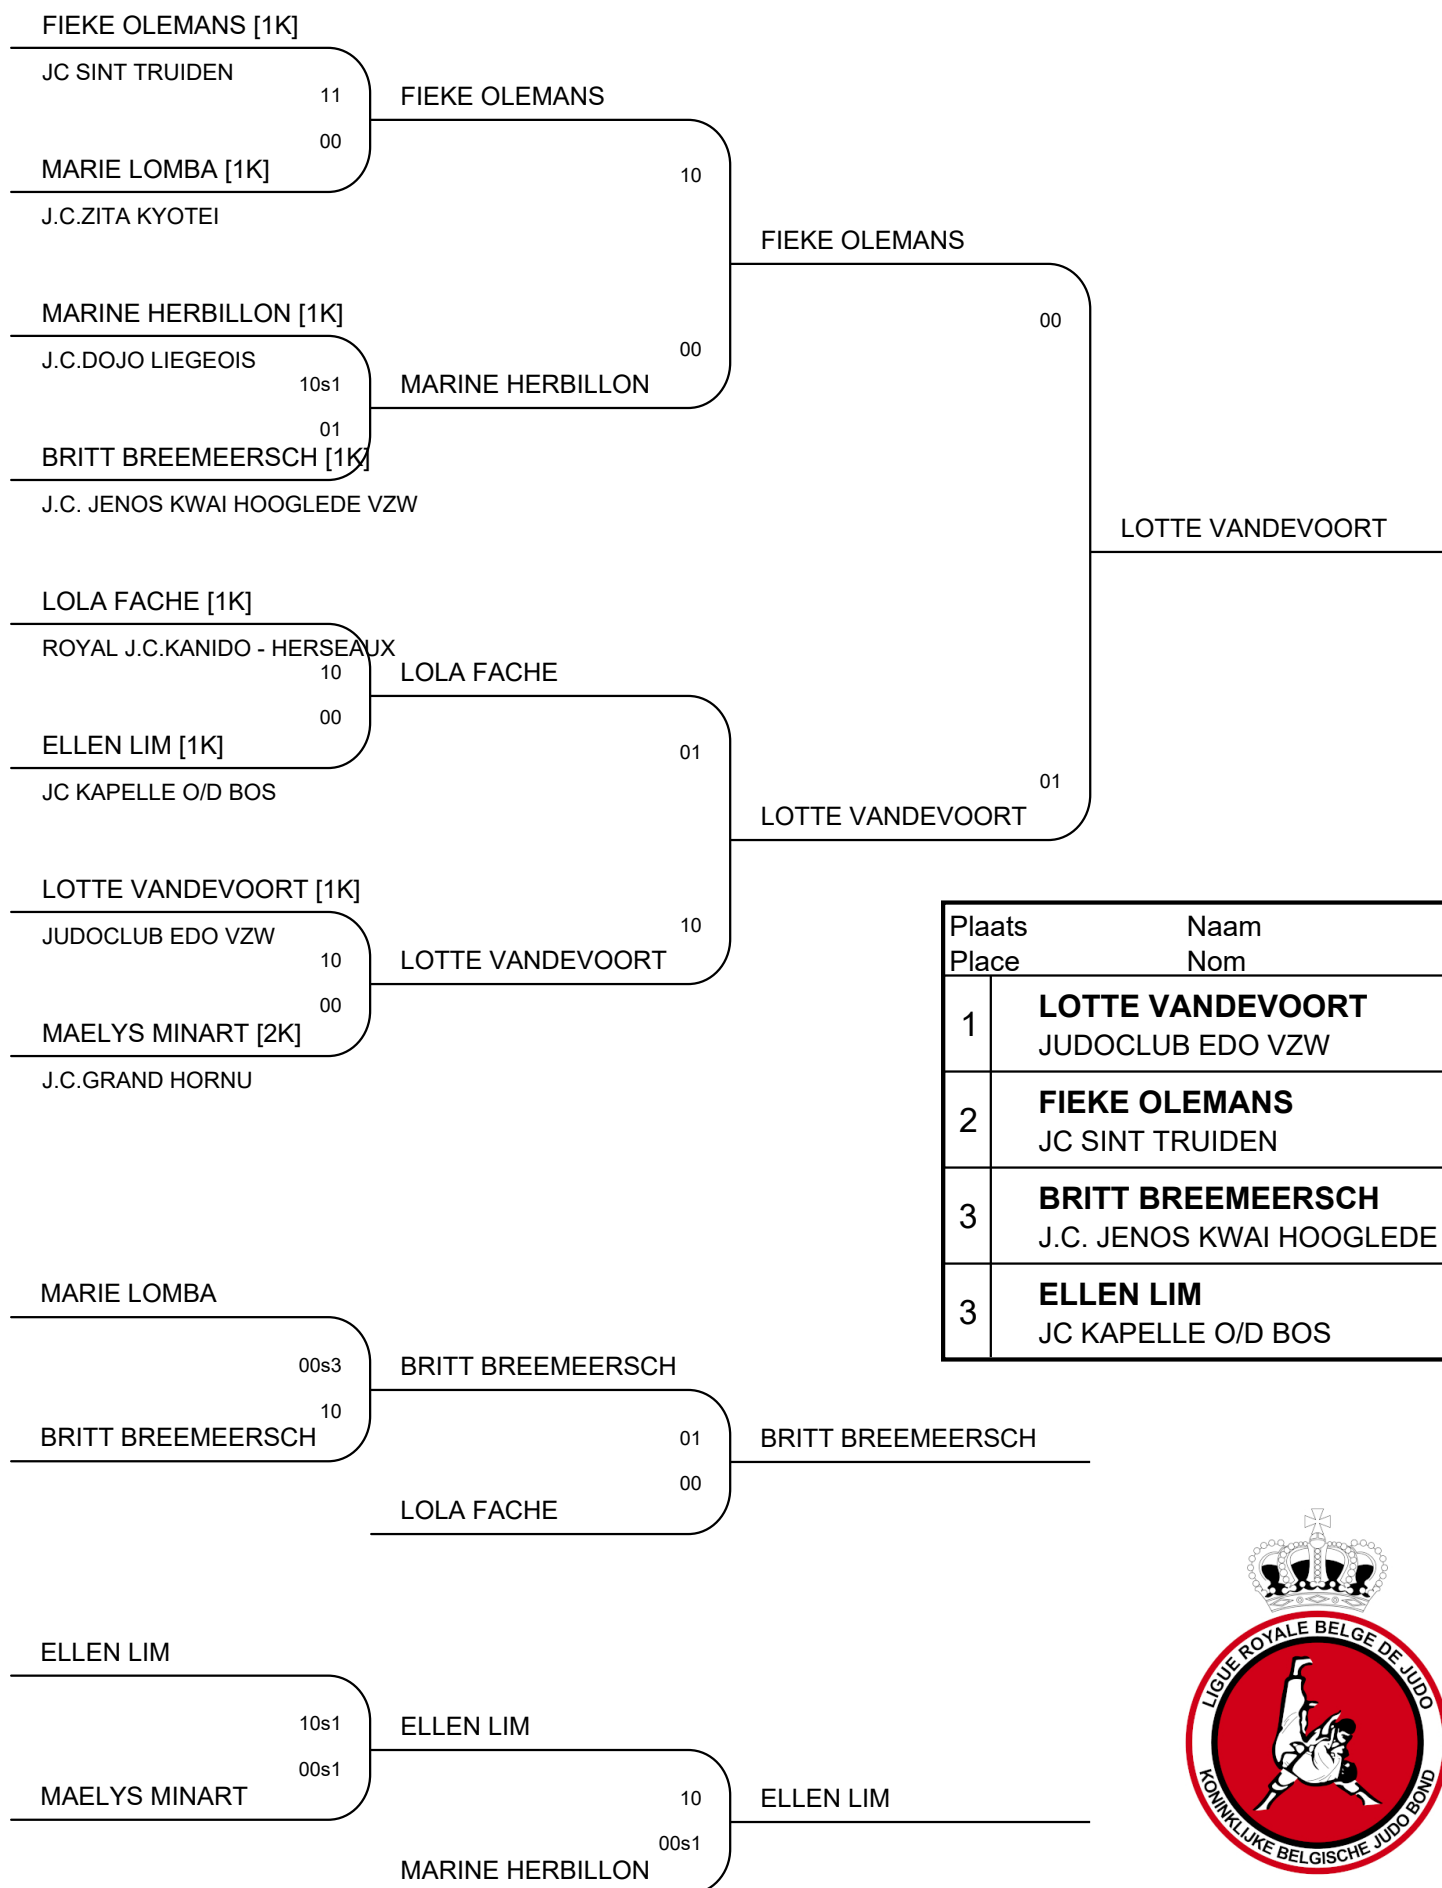 FIEKE OLEMANS [1K]
JC SINT TRUIDEN
11
00
MARIE LOMBA [1K]
J.C.ZITA KYOTEI
FIEKE OLEMANS
10
00
MARINE HERBILLON [1K]
J.C.DOJO LIEGEOIS
10s1
01
BRITT BREEMEERSCH [1K]
J.C. JENOS KWAI HOOGLEDE VZW
MARINE HERBILLON
FIEKE OLEMANS
00
LOLA FACHE [1K]
ROYAL J.C.KANIDO - HERSEAUX
10
00
ELLEN LIM [1K]
JC KAPELLE O/D BOS
LOLA FACHE
01
10
LOTTE VANDEVOORT [1K]
JUDOCLUB EDO VZW
10
00
MAELYS MINART [2K]
J.C.GRAND HORNU
LOTTE VANDEVOORT
01
LOTTE VANDEVOORT
LOTTE VANDEVOORT
Plaats Naam
Place Nom
1 LOTTE VANDEVOORT
JUDOCLUB EDO VZW
2 FIEKE OLEMANS
JC SINT TRUIDEN
3 BRITT BREEMEERSCH
J.C. JENOS KWAI HOOGLEDE
3 ELLEN LIM
JC KAPELLE O/D BOS
MARIE LOMBA
00s3
10
BRITT BREEMEERSCH
BRITT BREEMEERSCH
01
00
LOLA FACHE
BRITT BREEMEERSCH
ELLEN LIM
10s1
00s1
MAELYS MINART
ELLEN LIM
10
00s1
MARINE HERBILLON
ELLEN LIM
LIGUE ROYALE BELGE DE JUDO
KONINKLIJKE BELGISCHE JUDO BOND